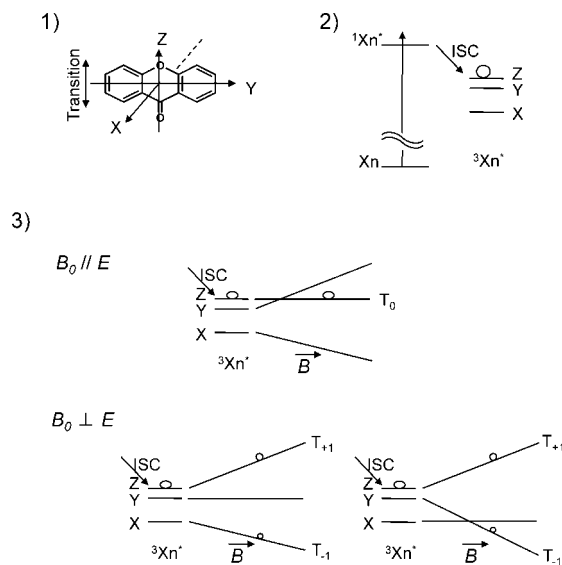 1)
Z
O
Transition
Y
X
O
2)
¹Xn*
ISC
Z
Y
X
Xn
³Xn*
3)
B₀ // E
ISC
Z
Y
T₀
X
³Xn*
B
B₀ ⊥ E
T₊₁
T₊₁
ISC
ISC
Z
Z
Y
Y
X
X
³Xn*
B
T₋₁
³Xn*
B
T₋₁